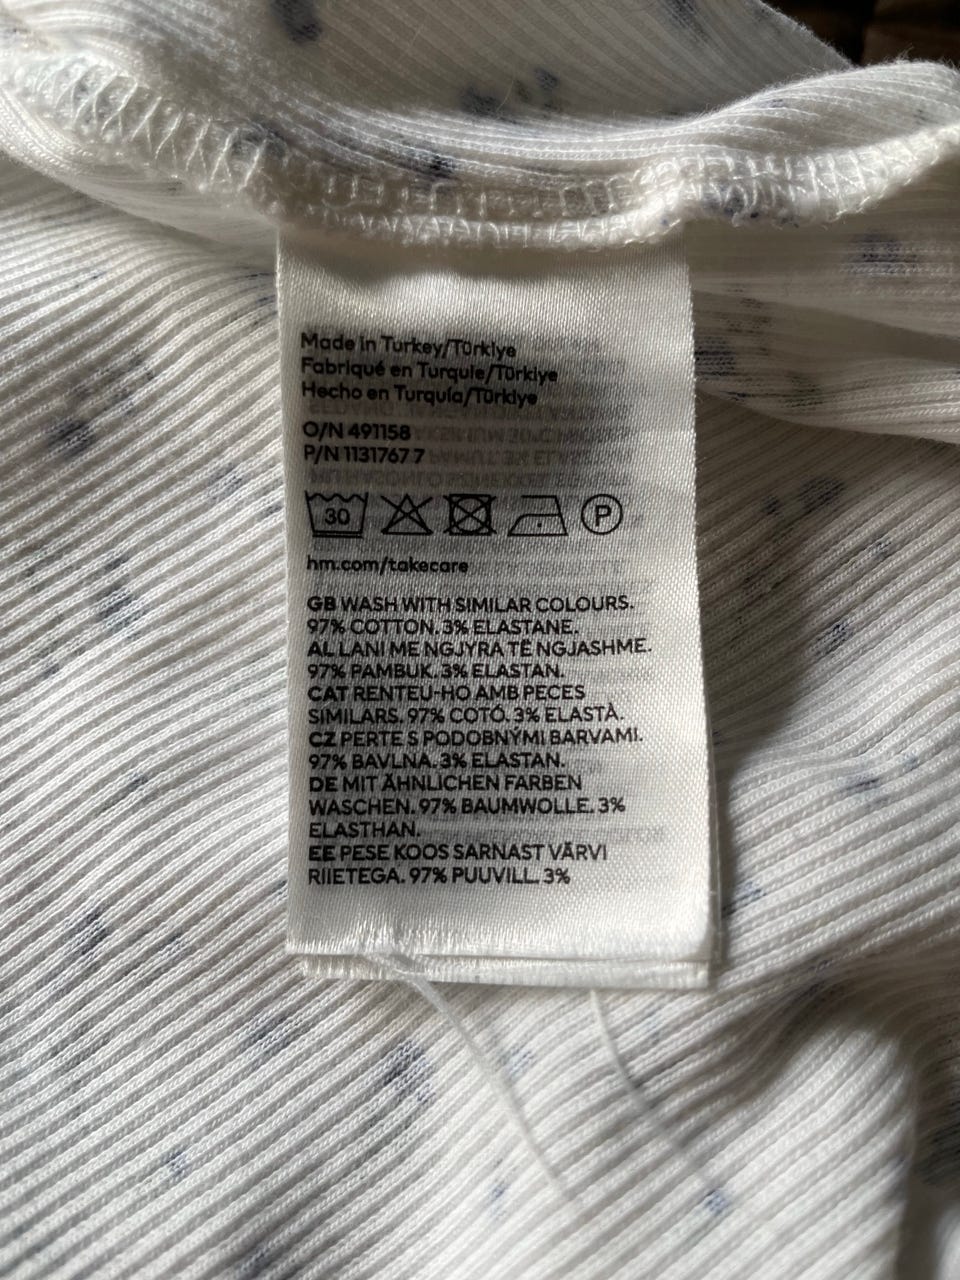 Made in Turkey/Türkiye
Fabriqué en Turquie/Türkiye
Hecho en Turquía/Türkiye
O/N 491158
P/N 1131767 7
30 P
hm.com/takecare
GB WASH WITH SIMILAR COLOURS.
97% COTTON. 3% ELASTANE.
AL LANI ME NGJYRA TË NGJASHME.
97% PAMBUK. 3% ELASTAN.
CAT RENTEU-HO AMB PECES
SIMILARS. 97% COTÓ. 3% ELASTÀ.
CZ PERTE S PODOBNÝMI BARVAMI.
97% BAVLNA. 3% ELASTAN.
DE MIT ÄHNLICHEN FARBEN
WASCHEN. 97% BAUMWOLLE. 3%
ELASTHAN.
EE PESE KOOS SARNAST VÄRVI
RIIETEGA. 97% PUUVILL. 3%